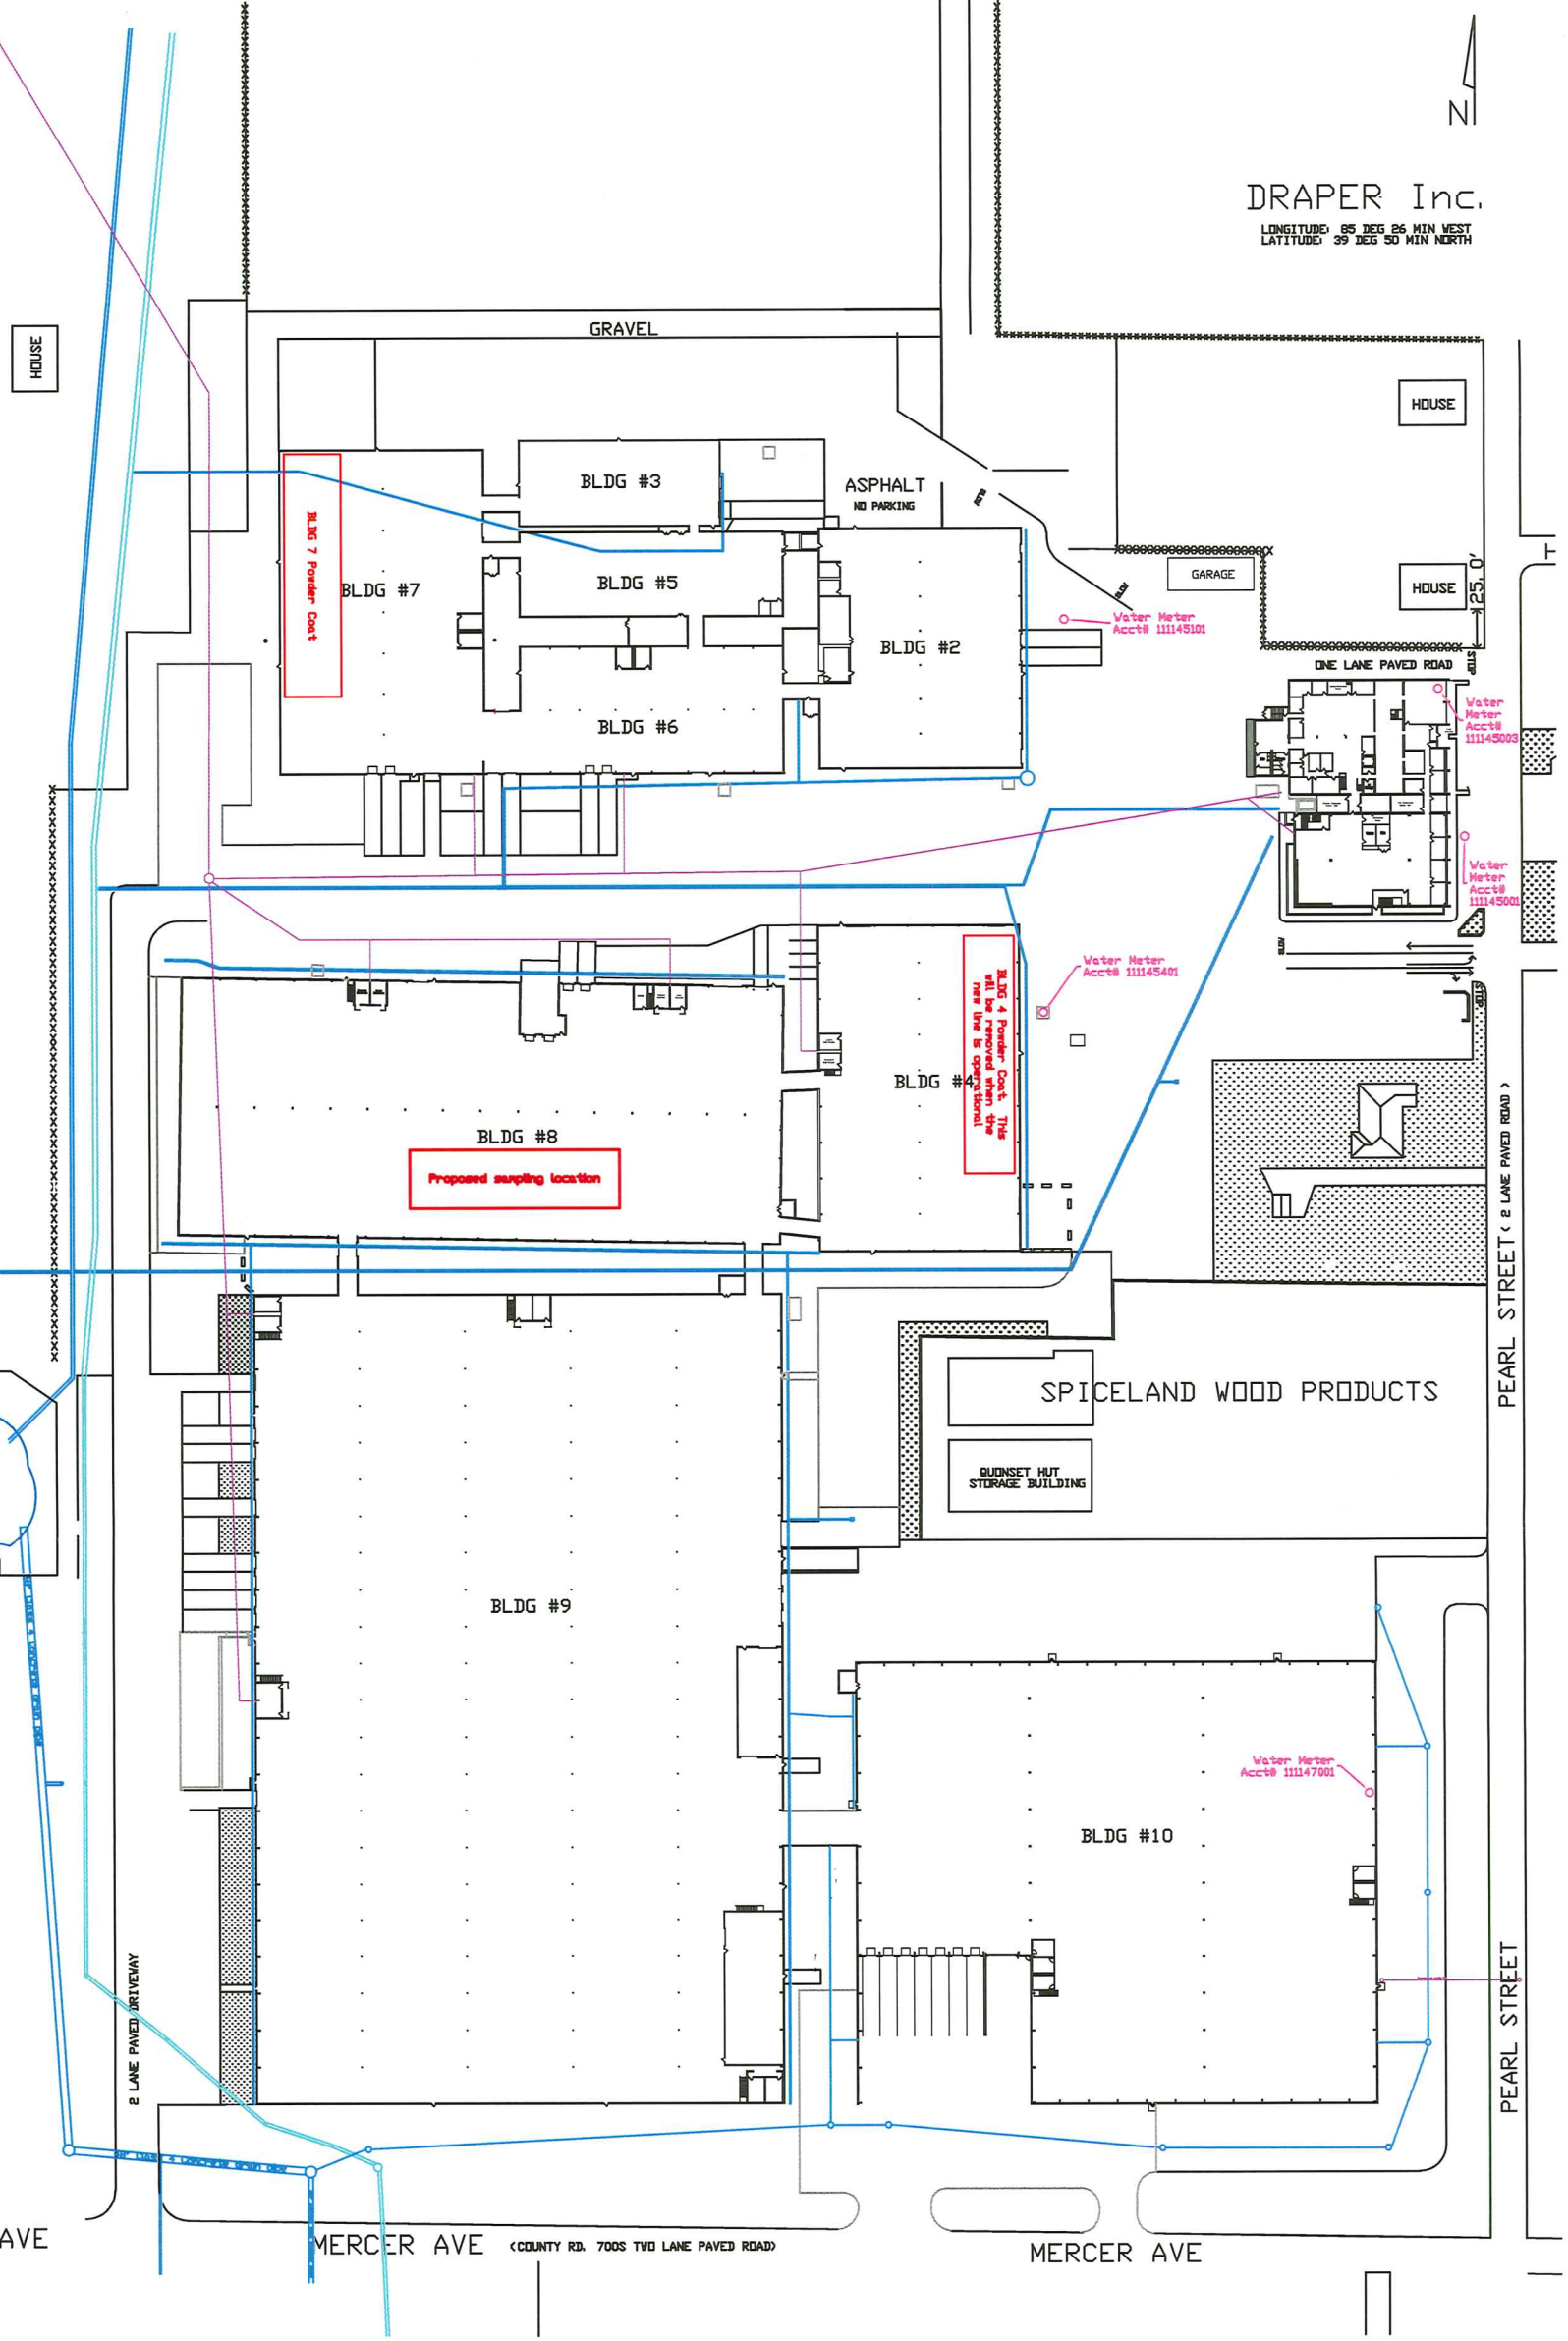 N
DRAPER Inc.
LONGITUDE: 85 DEG 26 MIN WEST
LATITUDE: 39 DEG 50 MIN NORTH
GRAVEL
HOUSE
HOUSE
BLDG #3
ASPHALT
NO PARKING
SLOW
BLDG 7 Powder Coat
BLDG #7
BLDG #5
GARAGE
HOUSE
25.0'
SLOW
Water Meter
Acct# 111145101
BLDG #2
ONE LANE PAVED ROAD
STOP
BLDG #6
Water
Meter
Acct#
111145003
Water
Meter
Acct#
111145001
SLOW
STOP
Water Meter
Acct# 111145401
BLDG 4 Powder Coat. This
will be removed when the
new line is operational
BLDG #4
BLDG #8
Proposed sampling location
PEARL STREET ( 2 LANE PAVED ROAD )
SPICELAND WOOD PRODUCTS
QUONSET HUT
STORAGE BUILDING
BLDG #9
Water Meter
Acct# 111147001
BLDG #10
2 LANE PAVED DRIVEWAY
PEARL STREET
AVE
MERCER AVE
(COUNTY RD. 700S TWO LANE PAVED ROAD)
MERCER AVE